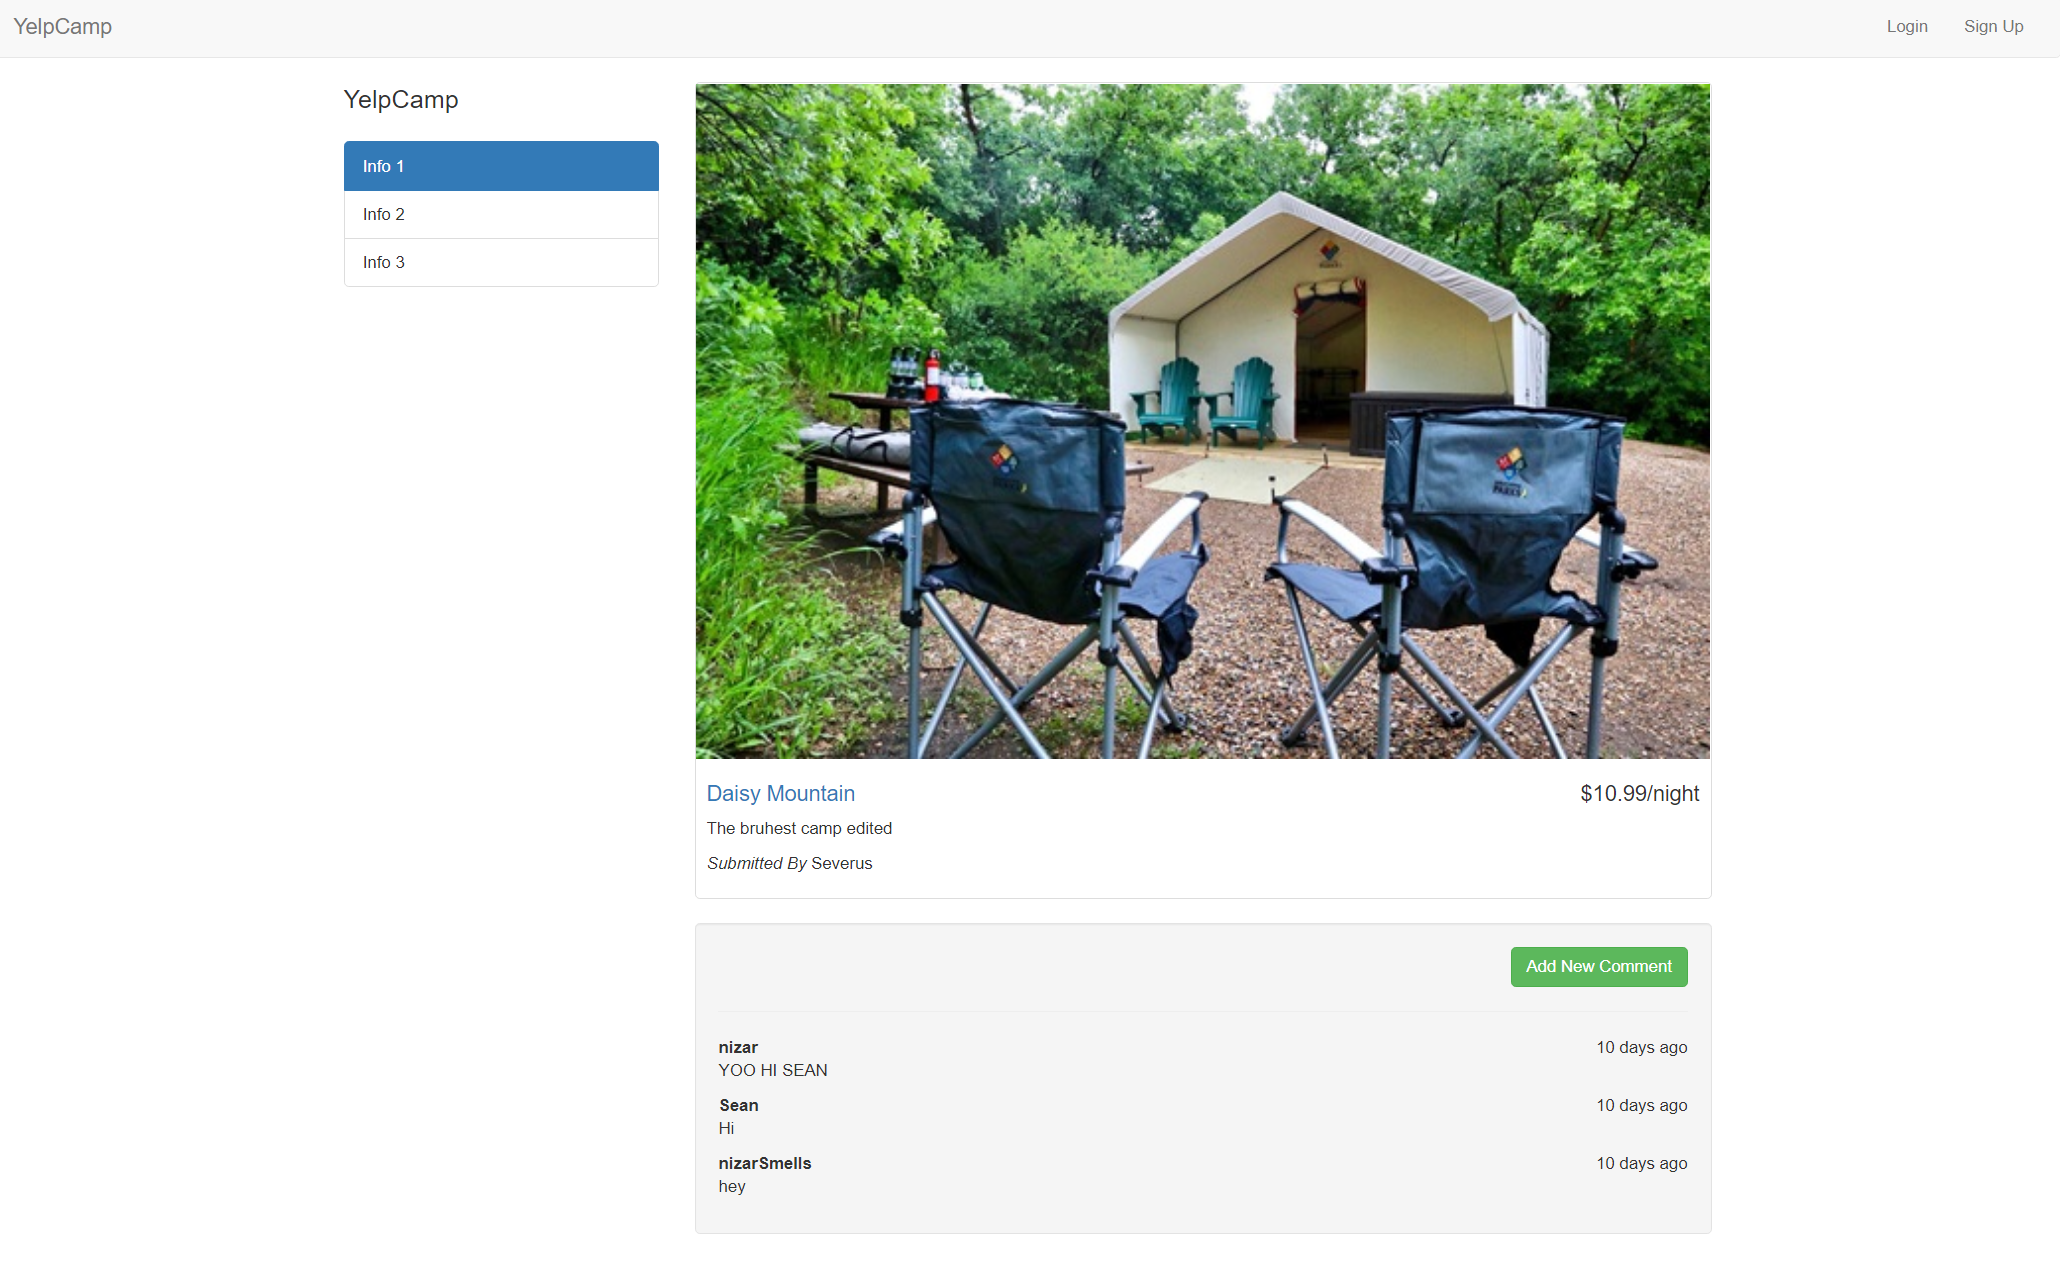 YelpCamp
Login
Sign Up
YelpCamp
Info 1
Info 2
Info 3
PARKS
Daisy Mountain
$10.99/night
The bruhest camp edited
Submitted By Severus
Add New Comment
nizar
10 days ago
YOO HI SEAN
Sean
10 days ago
Hi
nizarSmells
10 days ago
hey